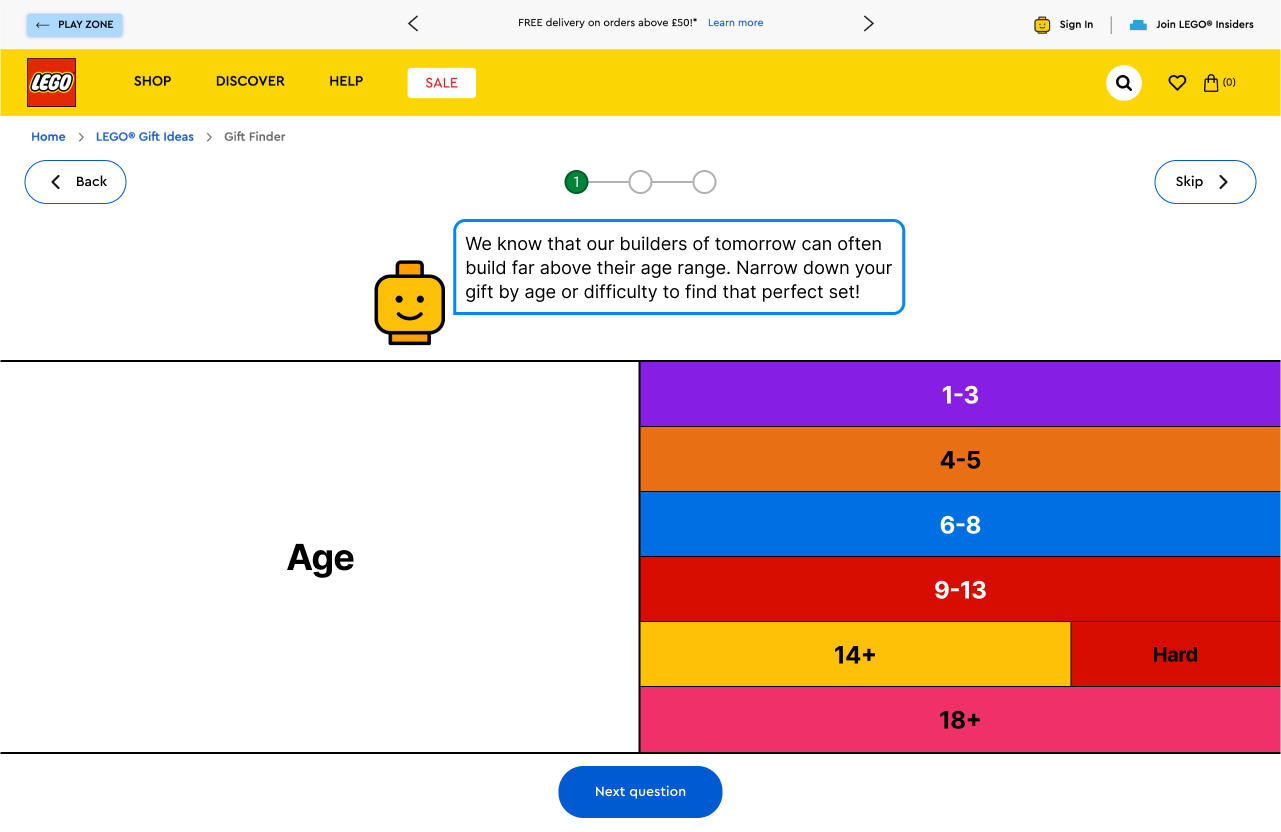 PLAY ZONE
FREE delivery on orders above £50!* Learn more
Sign In
Join LEGO® Insiders
LEGO
SHOP
DISCOVER
HELP
SALE
(0)
Home
LEGO® Gift Ideas
Gift Finder
Back
1
Skip
We know that our builders of tomorrow can often
build far above their age range. Narrow down your
gift by age or difficulty to find that perfect set!
Age
1-3
4-5
6-8
9-13
14+
Hard
18+
Next question